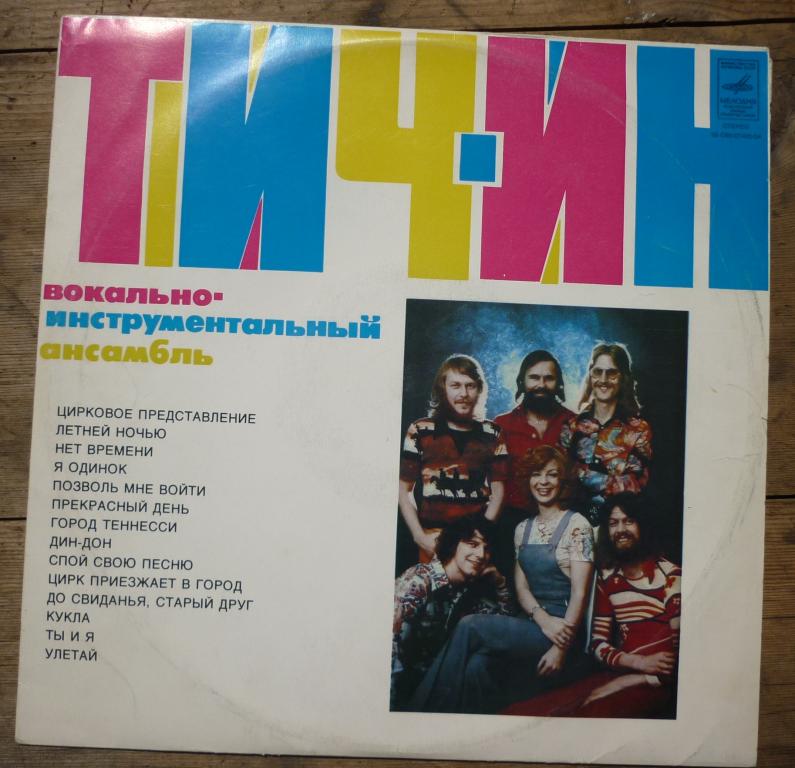 ТИЧ·ИН
МЕЛОДИЯ
СТЕРЕО
вокально-
инструментальный
ансамбль
ЦИРКОВОЕ ПРЕДСТАВЛЕНИЕ
ЛЕТНЕЙ НОЧЬЮ
НЕТ ВРЕМЕНИ
Я ОДИНОК
ПОЗВОЛЬ МНЕ ВОЙТИ
ПРЕКРАСНЫЙ ДЕНЬ
ГОРОД ТЕННЕССИ
ДИН-ДОН
СПОЙ СВОЮ ПЕСНЮ
ЦИРК ПРИЕЗЖАЕТ В ГОРОД
ДО СВИДАНЬЯ, СТАРЫЙ ДРУГ
КУКЛА
ТЫ И Я
УЛЕТАЙ